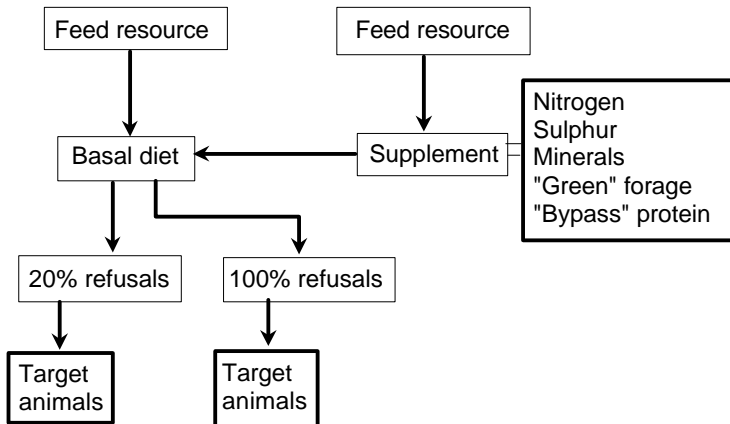 Feed resource
Feed resource
Nitrogen
Sulphur
Minerals
"Green" forage
"Bypass" protein
Basal diet
Supplement
20% refusals
100% refusals
Target
animals
Target
animals